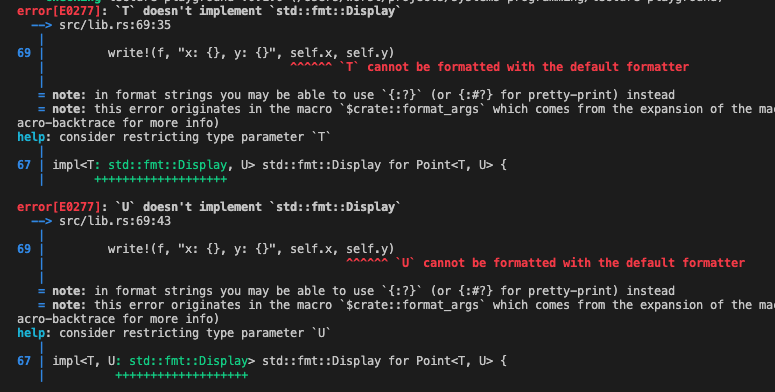 error[E0277]: `T` doesn't implement `std::fmt::Display`
--> src/lib.rs:69:35
|
69 | write!(f, "x: {}, y: {}", self.x, self.y)
| ^^^^^^ `T` cannot be formatted with the default formatter
|
= note: in format strings you may be able to use `{:?}` (or {:#?} for pretty-print) instead
= note: this error originates in the macro `$crate::format_args` which comes from the expansion of the ma
acro-backtrace for more info)
help: consider restricting type parameter `T`
|
67 | impl<T: std::fmt::Display, U> std::fmt::Display for Point<T, U> {
| +++++++++++++++++++
error[E0277]: `U` doesn't implement `std::fmt::Display`
--> src/lib.rs:69:43
|
69 | write!(f, "x: {}, y: {}", self.x, self.y)
| ^^^^^^ `U` cannot be formatted with the default formatter
|
= note: in format strings you may be able to use `{:?}` (or {:#?} for pretty-print) instead
= note: this error originates in the macro `$crate::format_args` which comes from the expansion of the ma
acro-backtrace for more info)
help: consider restricting type parameter `U`
|
67 | impl<T, U: std::fmt::Display> std::fmt::Display for Point<T, U> {
| +++++++++++++++++++